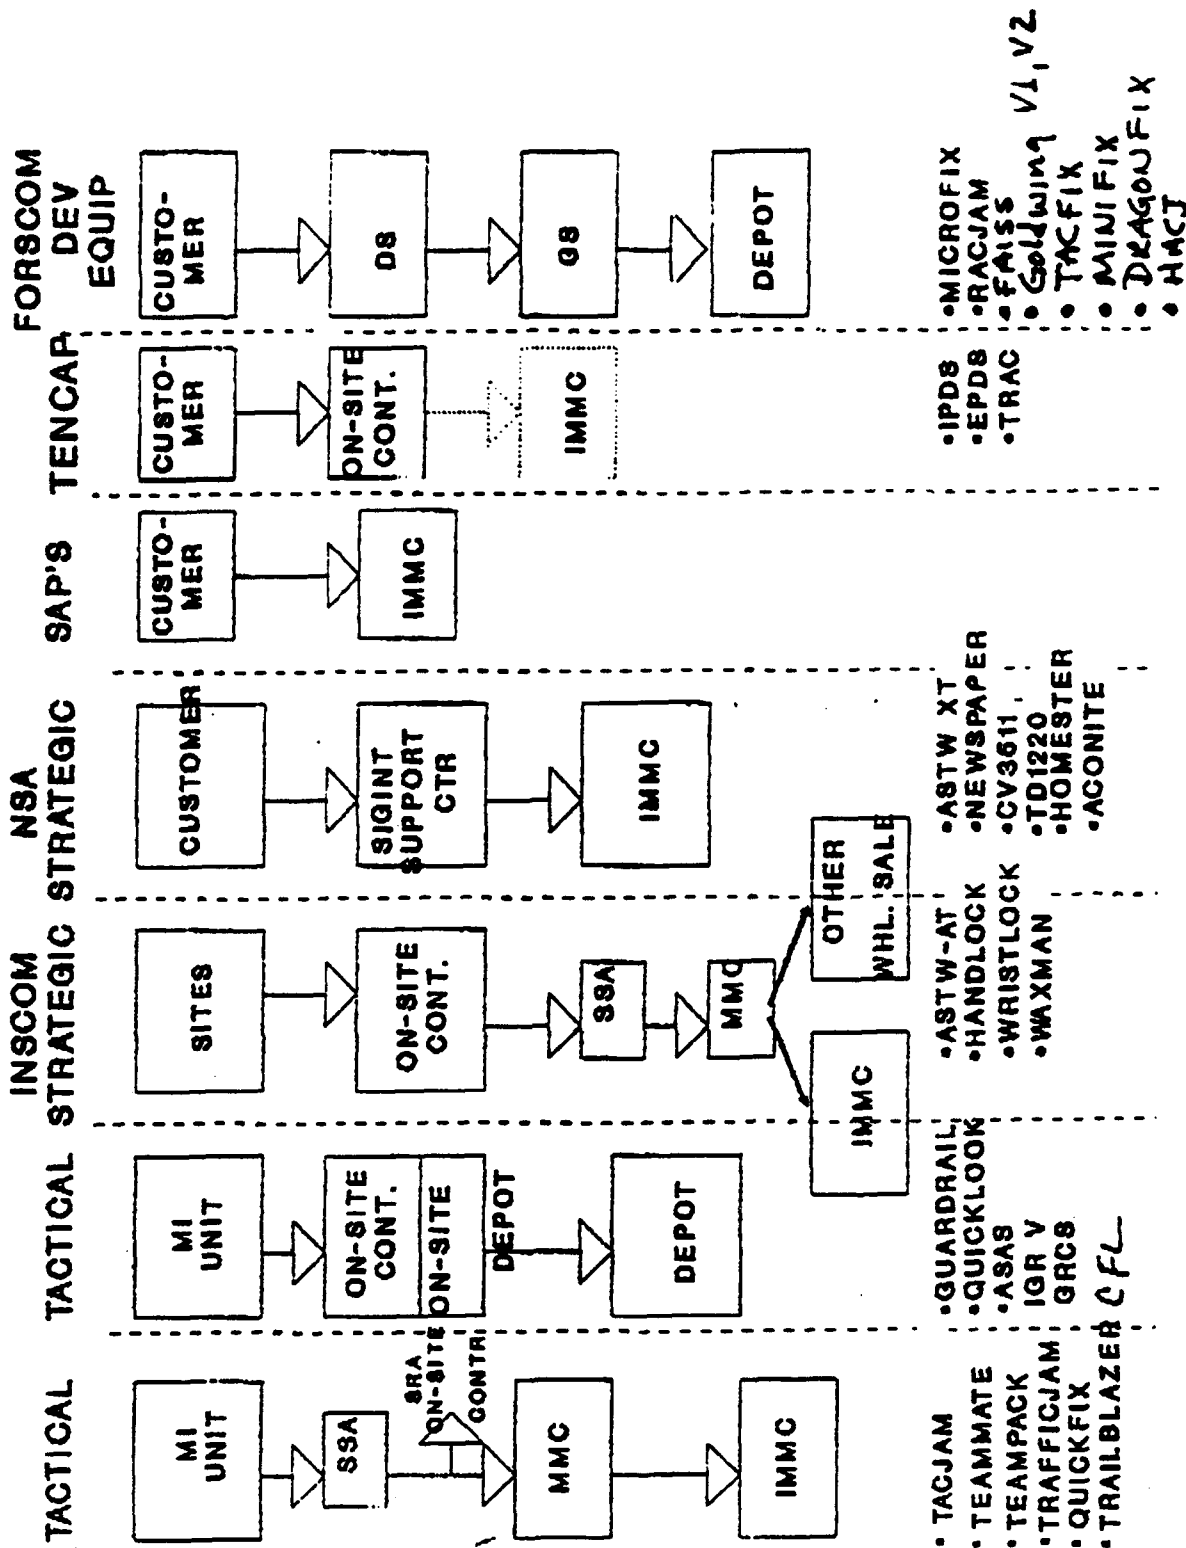 TACTICAL
MI
UNIT
SSA
SRA
ON-SITE
CONTR
MMC
IMMC
• TACJAM
• TEAMMATE
• TEAMPACK
• TRAFFICJAM
• QUICKFIX
• TRAILBLAZER
TACTICAL
MI
UNIT
ON-SITE
CONT.
ON-SITE
DEPOT
DEPOT
•GUARDRAIL
•QUICKLOOK
•ASAS
IGR V
GRCS
CFL
INSCOM
STRATEGIC
SITES
ON-SITE
CONT.
SSA
MMC
IMMC
OTHER
WHL. SALE
•ASTW-AT
•HANDLOCK
•WRISTLOCK
•WAXMAN
NSA
STRATEGIC
CUSTOMER
SIGINT
SUPPORT
CTR
IMMC
•ASTW XT
•NEWSPAPER
•CV3611
•TD1220
•HOMESTER
•ACONITE
SAP'S
CUSTO-
MER
IMMC
TENCAP
CUSTO-
MER
ON-SITE
CONT.
IMMC
•IPDS
•EPDS
•TRAC
FORSCOM
DEV
EQUIP
CUSTO-
MER
DS
GS
DEPOT
•MICROFIX
•RACJAM
• FAISS
• Goldwing V1, V2
• TACFIX
• MINIFIX
• DRAGONFIX
• HACJ